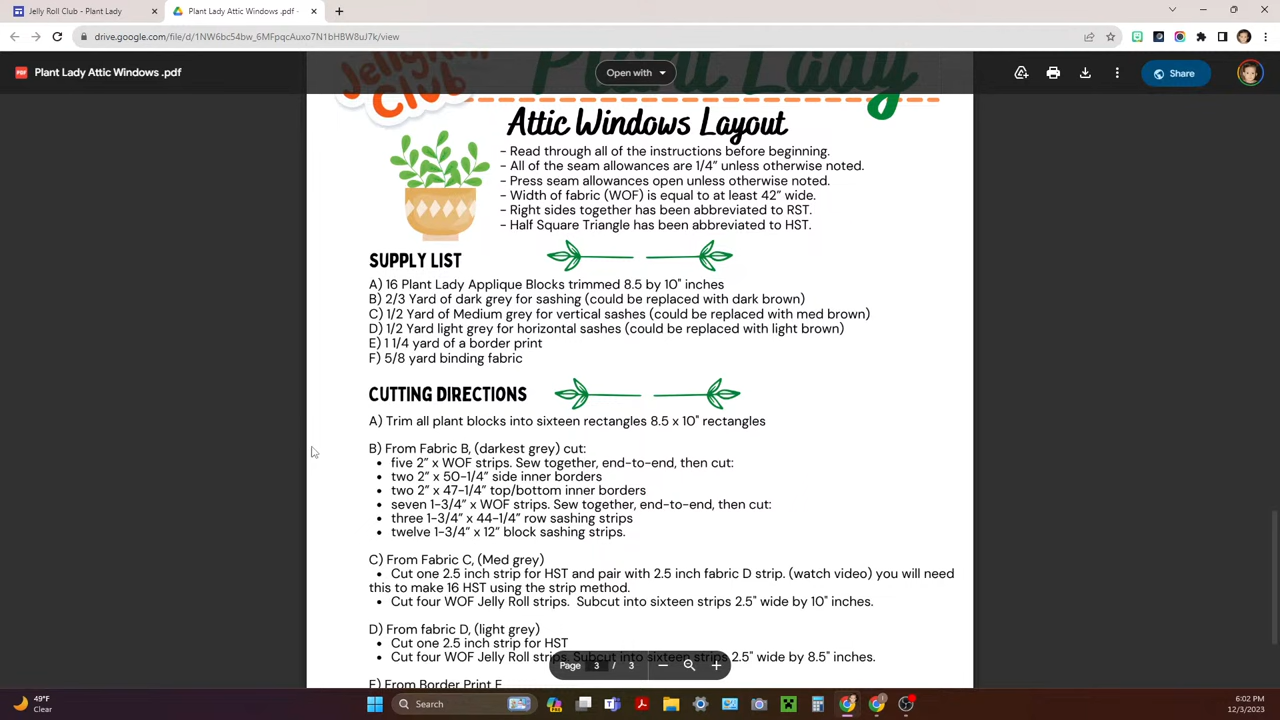 Jelly Roll Club - Plant Lady
Plant Lady Attic Windows .pdf -
drive.google.com/file/d/1NW6bc54bw_6MFpqcAuxo7N1bHBW8uJ7k/view
Plant Lady Attic Windows .pdf
Open with
Share
Jelly Roll Club
Plant Lady
Attic Windows Layout
- Read through all of the instructions before beginning.
- All of the seam allowances are 1/4” unless otherwise noted.
- Press seam allowances open unless otherwise noted.
- Width of fabric (WOF) is equal to at least 42” wide.
- Right sides together has been abbreviated to RST.
- Half Square Triangle has been abbreviated to HST.
SUPPLY LIST
A) 16 Plant Lady Applique Blocks trimmed 8.5 by 10" inches
B) 2/3 Yard of dark grey for sashing (could be replaced with dark brown)
C) 1/2 Yard of Medium grey for vertical sashes (could be replaced with med brown)
D) 1/2 Yard light grey for horizontal sashes (could be replaced with light brown)
E) 1 1/4 yard of a border print
F) 5/8 yard binding fabric
CUTTING DIRECTIONS
A) Trim all plant blocks into sixteen rectangles 8.5 x 10" rectangles
B) From Fabric B, (darkest grey) cut:
• five 2” x WOF strips. Sew together, end-to-end, then cut:
• two 2” x 50-1/4” side inner borders
• two 2” x 47-1/4” top/bottom inner borders
• seven 1-3/4” x WOF strips. Sew together, end-to-end, then cut:
• three 1-3/4” x 44-1/4” row sashing strips
• twelve 1-3/4” x 12” block sashing strips.
C) From Fabric C, (Med grey)
• Cut one 2.5 inch strip for HST and pair with 2.5 inch fabric D strip. (watch video) you will need
this to make 16 HST using the strip method.
• Cut four WOF Jelly Roll strips. Subcut into sixteen strips 2.5" wide by 10" inches.
D) From fabric D, (light grey)
• Cut one 2.5 inch strip for HST
• Cut four WOF Jelly Roll strips. Subcut into sixteen strips 2.5" wide by 8.5" inches.
Page 3 / 3
E) From Border Print E
49°F
Clear
Search
6:02 PM
12/3/2023